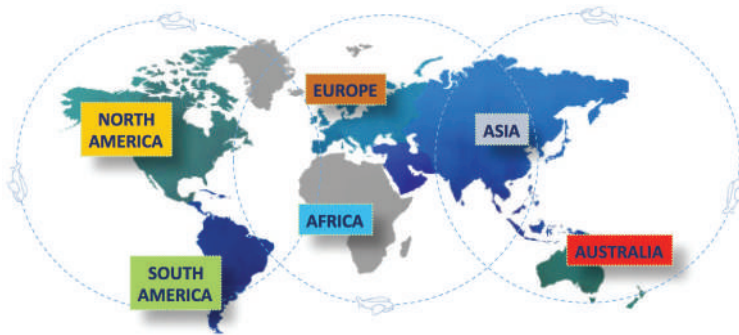 EUROPE
NORTH
AMERICA
ASIA
AFRICA
AUSTRALIA
SOUTH
AMERICA